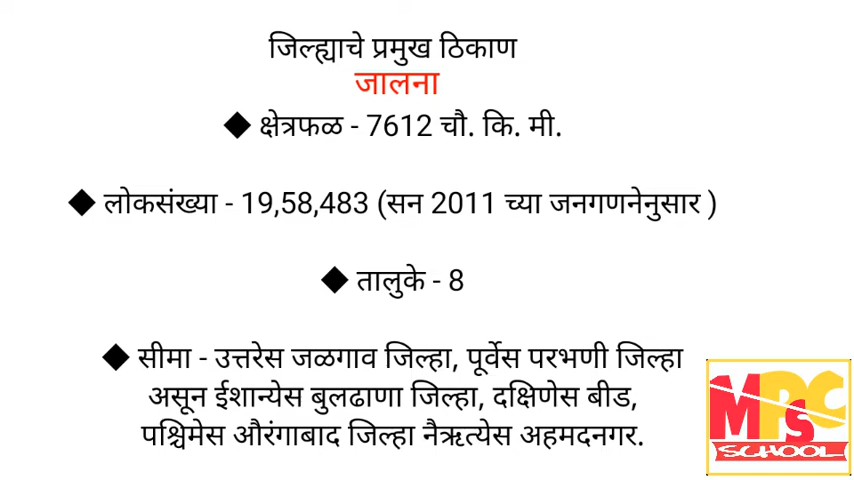 जिल्ह्याचे प्रमुख ठिकाण
जालना
◆ क्षेत्रफळ - 7612 चौ. कि. मी.
◆ लोकसंख्या - 19,58,483 (सन 2011 च्या जनगणनेनुसार )
◆ तालुके - 8
◆ सीमा - उत्तरेस जळगाव जिल्हा, पूर्वेस परभणी जिल्हा
असून ईशान्येस बुलढाणा जिल्हा, दक्षिणेस बीड,
पश्चिमेस औरंगाबाद जिल्हा नैऋत्येस अहमदनगर.
MPSC
SCHOOL